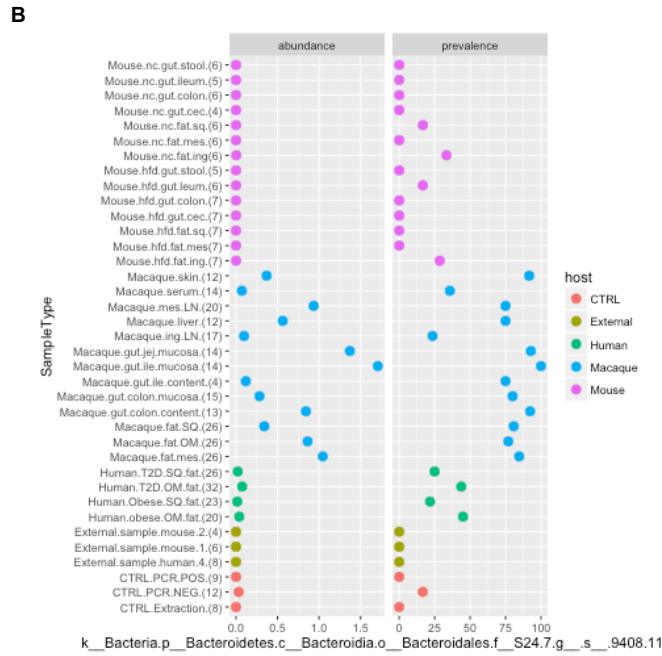 B
abundance prevalence
Mouse.nc.gut.stool.(6)
Mouse.nc.gut.ileum.(5)
Mouse.nc.gut.colon.(6)
Mouse.nc.gut.cec.(4)
Mouse.nc.fat.sq.(6)
Mouse.nc.fat.mes.(6)
Mouse.nc.fat.ing(6)
Mouse.hfd.gut.stool.(5)
Mouse.hfd.gut.leum.(6)
Mouse.hfd.gut.colon.(7)
Mouse.hfd.gut.cec.(7)
Mouse.hfd.fat.sq.(7)
Mouse.hfd.fat.mes(7)
Mouse.hfd.fat.ing.(7)
Macaque.skin.(12)
Macaque.serum.(14)
Macaque.mes.LN.(20)
Macaque.liver.(12)
Macaque.ing.LN.(17)
Macaque.gut.jej.mucosa.(14)
Macaque.gut.ile.mucosa.(14)
Macaque.gut.ile.content.(4)
Macaque.gut.colon.mucosa.(15)
Macaque.gut.colon.content.(13)
Macaque.fat.SQ.(26)
Macaque.fat.OM.(26)
Macaque.fat.mes.(26)
Human.T2D.SQ.fat.(26)
Human.T2D.OM.fat.(32)
Human.Obese.SQ.fat.(23)
Human.obese.OM.fat.(20)
External.sample.mouse.2.(4)
External.sample.mouse.1.(6)
External.sample.human.4.(8)
CTRL.PCR.POS.(9)
CTRL.PCR.NEG.(12)
CTRL.Extraction.(8)
SampleType
host
CTRL
External
Human
Macaque
Mouse
0.0 0.5 1.0 1.5 0 25 50 75 100
k__Bacteria.p__Bacteroidetes.c__Bacteroidia.o__Bacteroidales.f__S24.7.g__.s__.9408.11